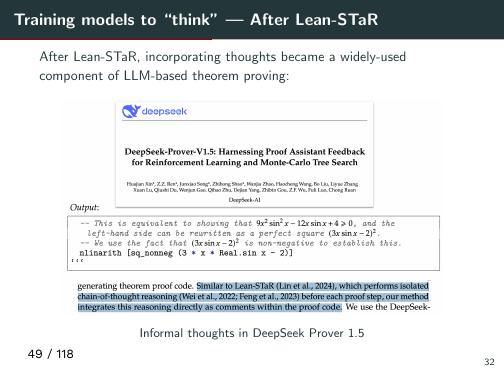 Training models to “think” — After Lean-STaR
After Lean-STaR, incorporating thoughts became a widely-used
component of LLM-based theorem proving:
deepseek
DeepSeek-Prover-V1.5: Harnessing Proof Assistant Feedback
for Reinforcement Learning and Monte-Carlo Tree Search
Huajian Xin*, Z.Z. Ren*, Junxiao Song*, Zhihong Shao*, Wanjia Zhao, Haocheng Wang, Bo Liu, Liyue Zhang
Xuan Lu, Qiushi Du, Wenjun Gao, Qihao Zhu, Dejian Yang, Zhibin Gou, Z.F. Wu, Fuli Luo, Chong Ruan
DeepSeek-AI
Output:
-- This is equivalent to showing that 9x² sin² x − 12x sin x + 4 ⩾ 0, and the
left-hand side can be rewritten as a perfect square (3x sin x − 2)².
-- We use the fact that (3x sin x − 2)² is non-negative to establish this.
nlinarith [sq_nonneg (3 * x * Real.sin x - 2)]
```
generating theorem proof code. Similar to Lean-STaR (Lin et al., 2024), which performs isolated
chain-of-thought reasoning (Wei et al., 2022; Feng et al., 2023) before each proof step, our method
integrates this reasoning directly as comments within the proof code. We use the DeepSeek-
Informal thoughts in DeepSeek Prover 1.5
49 / 118
32